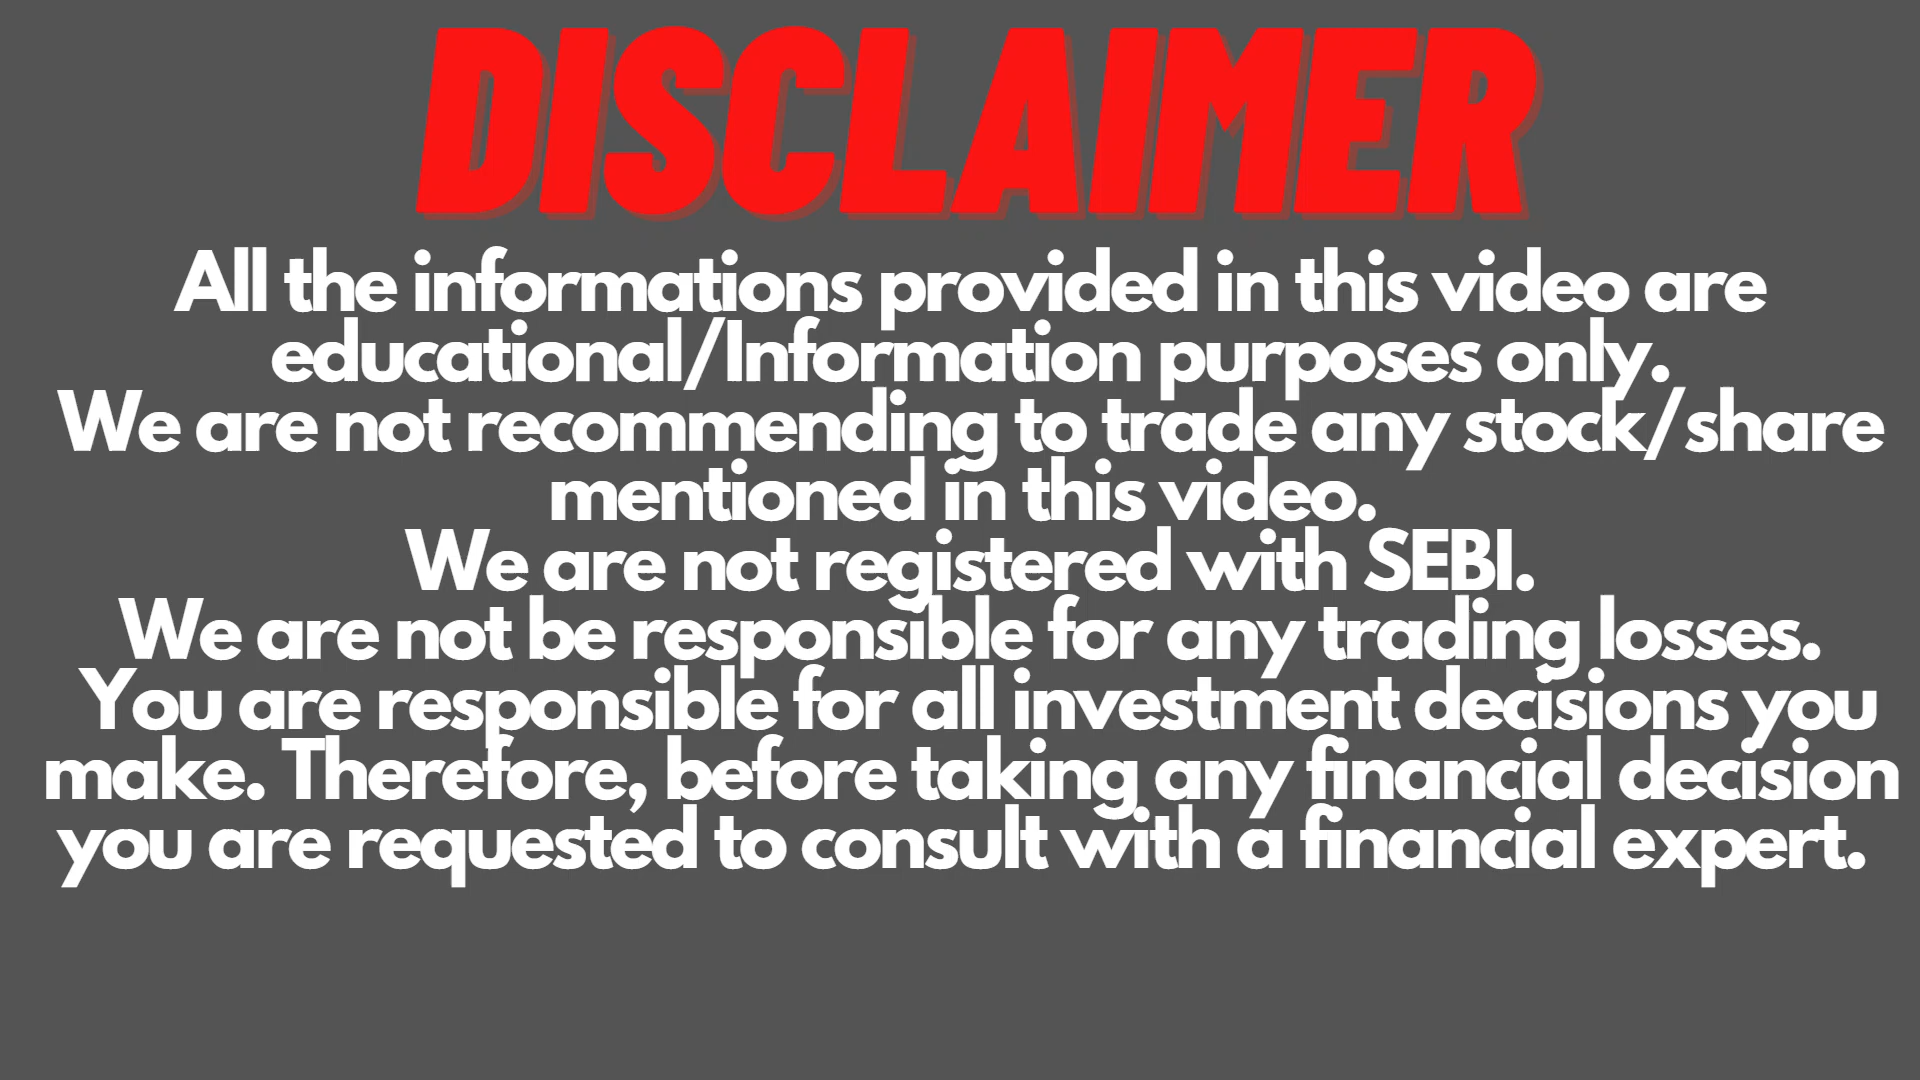 DISCLAIMER
All the informations provided in this video are
educational/Information purposes only.
We are not recommending to trade any stock/share
mentioned in this video.
We are not registered with SEBI.
We are not be responsible for any trading losses.
You are responsible for all investment decisions you
make. Therefore, before taking any financial decision
you are requested to consult with a financial expert.